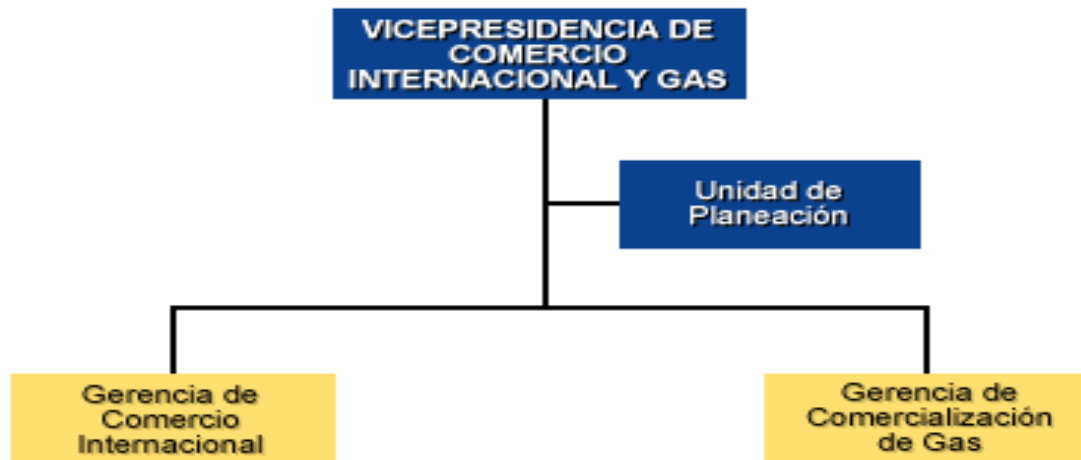 VICEPRESIDENCIA DE
COMERCIO
INTERNACIONAL Y GAS
Unidad de
Planeación
Gerencia de
Comercio
Internacional
Gerencia de
Comercialización
de Gas